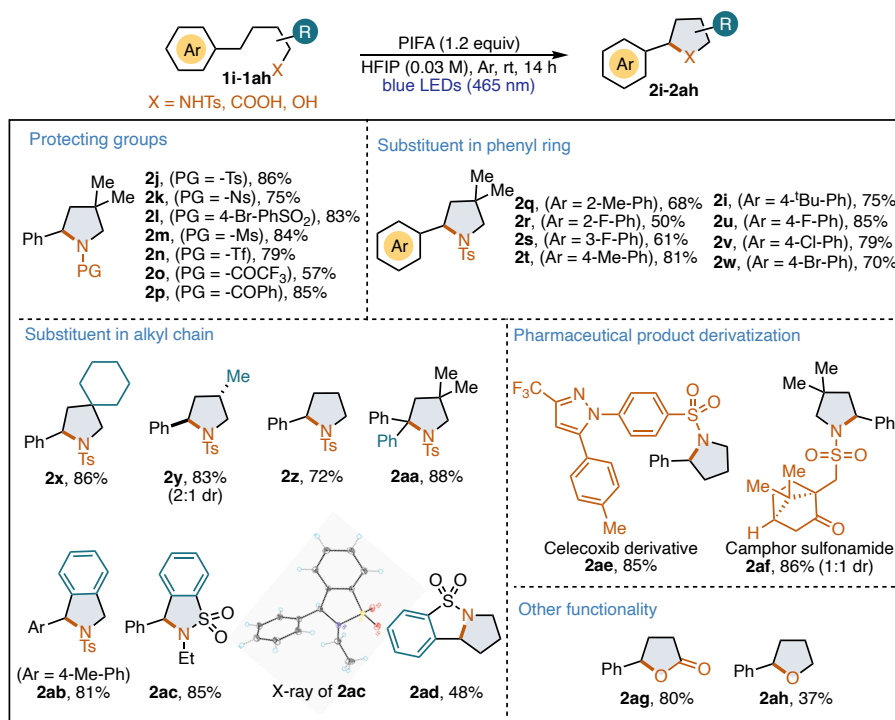 Ar
R
X
1i-1ah
X = NHTs, COOH, OH
PIFA (1.2 equiv)
HFIP (0.03 M), Ar, rt, 14 h
blue LEDs (465 nm)
Ar
X
R
2i-2ah
Protecting groups
Me
Me
Ph
N
PG
2j, (PG = -Ts), 86%
2k, (PG = -Ns), 75%
2l, (PG = 4-Br-PhSO2), 83%
2m, (PG = -Ms), 84%
2n, (PG = -Tf), 79%
2o, (PG = -COCF3), 57%
2p, (PG = -COPh), 85%
Substituent in phenyl ring
Me
Me
Ar
N
Ts
2q, (Ar = 2-Me-Ph), 68%
2r, (Ar = 2-F-Ph), 50%
2s, (Ar = 3-F-Ph), 61%
2t, (Ar = 4-Me-Ph), 81%
2i, (Ar = 4-tBu-Ph), 75%
2u, (Ar = 4-F-Ph), 85%
2v, (Ar = 4-Cl-Ph), 79%
2w, (Ar = 4-Br-Ph), 70%
Substituent in alkyl chain
Ph
N
Ts
2x, 86%
Me
Ph
N
Ts
2y, 83%
(2:1 dr)
Ph
N
Ts
2z, 72%
Me
Me
Ph
Ph
N
Ts
2aa, 88%
Ar
N
Ts
(Ar = 4-Me-Ph)
2ab, 81%
Ph
S
O
O
N
Et
2ac, 85%
X-ray of 2ac
O
O
S
N
2ad, 48%
Pharmaceutical product derivatization
F3C
N
N
O
S
O
N
Ph
Me
Celecoxib derivative
2ae, 85%
Me
Me
Ph
N
O
S
O
Me
Me
H
O
Camphor sulfonamide
2af, 86% (1:1 dr)
Other functionality
Ph
O
O
2ag, 80%
Ph
O
2ah, 37%